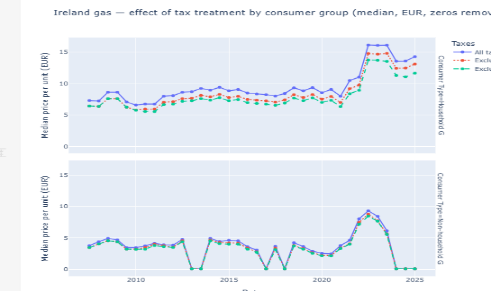 Ireland gas — effect of tax treatment by consumer group (median, EUR, zeros remov
Taxes
All ta
Exclu
Exclu
Median price per unit (EUR)
15
10
5
0
Consumer Type=Household G
Median price per unit (EUR)
15
10
5
0
Consumer Type=Non-household G
2010
2015
2020
2025